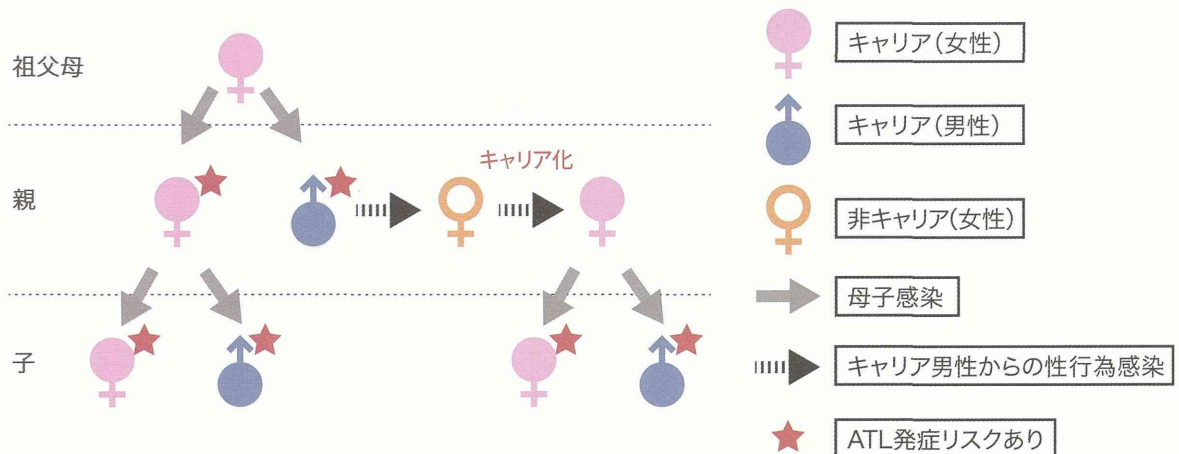 祖父母
親
キャリア化
子
キャリア(女性)
キャリア(男性)
非キャリア(女性)
母子感染
キャリア男性からの性行為感染
ATL発症リスクあり